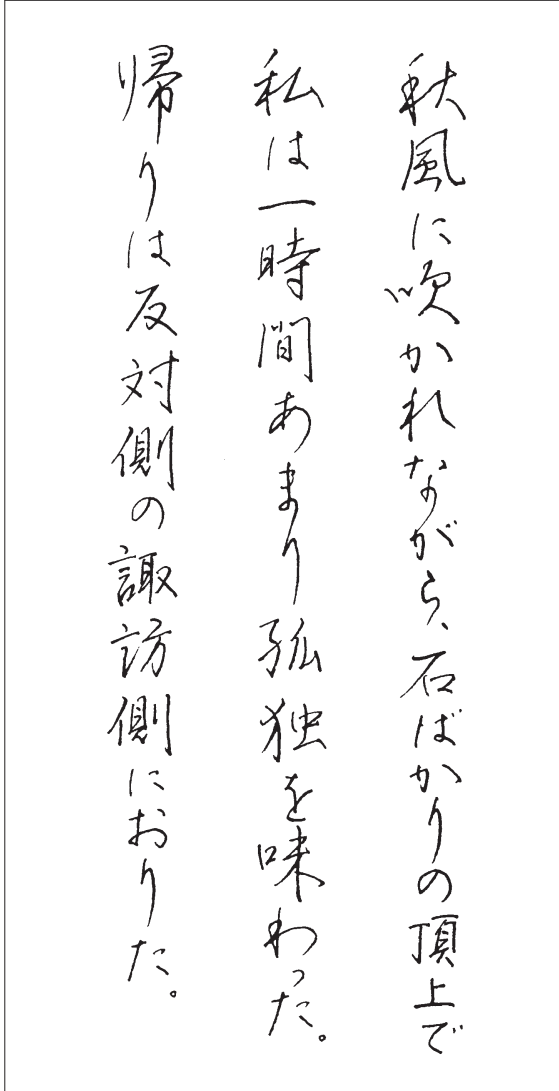 秋風に吹かれながら、石ばかりの頂上で
私は一時間あまり孤独を味わった。
帰りは反対側の諏訪側におりた。